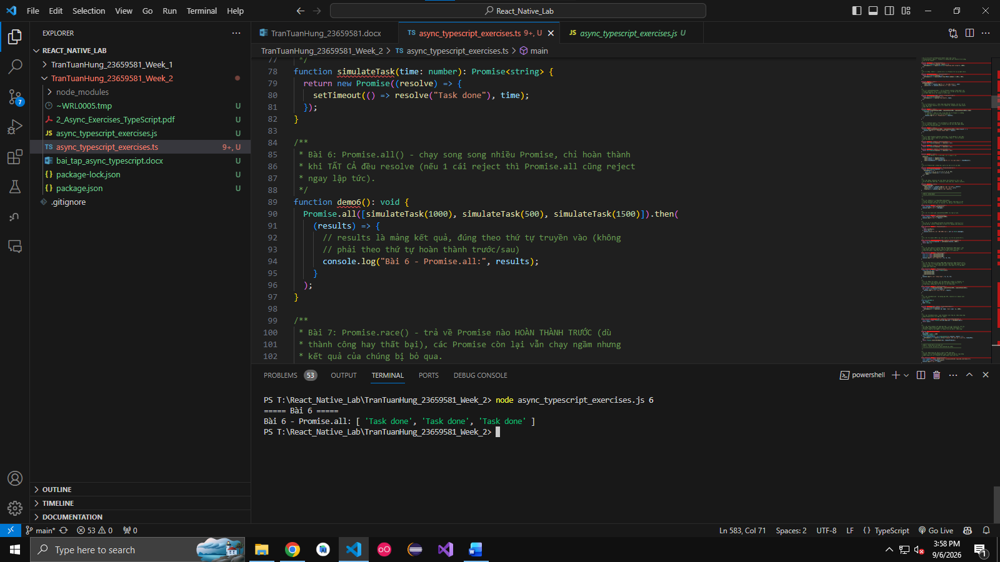 File Edit Selection View Go Run Terminal Help
React_Native_Lab
EXPLORER
REACT_NATIVE_LAB
TranTuanHung_23659581_Week_1
TranTuanHung_23659581_Week_2
node_modules
~WRL0005.tmp U
2_Async_Exercises_TypeScript.pdf U
JS async_typescript_exercises.js U
TS async_typescript_exercises.ts 9+, U
bai_tap_async_typescript.docx U
{} package-lock.json U
{} package.json U
.gitignore
OUTLINE
TIMELINE
DOCUMENTATION
7
TranTuanHung_23659581.docx
TS async_typescript_exercises.ts 9+, U
JS async_typescript_exercises.js U
TranTuanHung_23659581_Week_2 > TS async_typescript_exercises.ts > main
77 */
78 function simulateTask(time: number): Promise<string> {
79 return new Promise((resolve) => {
80 setTimeout(() => resolve("Task done"), time);
81 });
82 }
83
84 /**
85 * Bài 6: Promise.all() - chạy song song nhiều Promise, chỉ hoàn thành
86 * khi TẤT CẢ đều resolve (nếu 1 cái reject thì Promise.all cũng reject
87 * ngay lập tức).
88 */
89 function demo6(): void {
90 Promise.all([simulateTask(1000), simulateTask(500), simulateTask(1500)]).then(
91 (results) => {
92 // results là mảng kết quả, đúng theo thứ tự truyền vào (không
93 // phải theo thứ tự hoàn thành trước/sau)
94 console.log("Bài 6 - Promise.all:", results);
95 }
96 );
97 }
98
99 /**
100 * Bài 7: Promise.race() - trả về Promise nào HOÀN THÀNH TRƯỚC (dù
101 * thành công hay thất bại), các Promise còn lại vẫn chạy ngầm nhưng
102 * kết quả của chúng bị bỏ qua.
PROBLEMS 53 OUTPUT TERMINAL PORTS DEBUG CONSOLE
powershell
PS T:\React_Native_Lab\TranTuanHung_23659581_Week_2> node async_typescript_exercises.js 6
===== Bài 6 =====
Bài 6 - Promise.all: [ 'Task done', 'Task done', 'Task done' ]
PS T:\React_Native_Lab\TranTuanHung_23659581_Week_2>
main* 53 0 0
Ln 583, Col 71 Spaces: 2 UTF-8 LF {} TypeScript Go Live
Type here to search
3:58 PM
9/6/2026
1